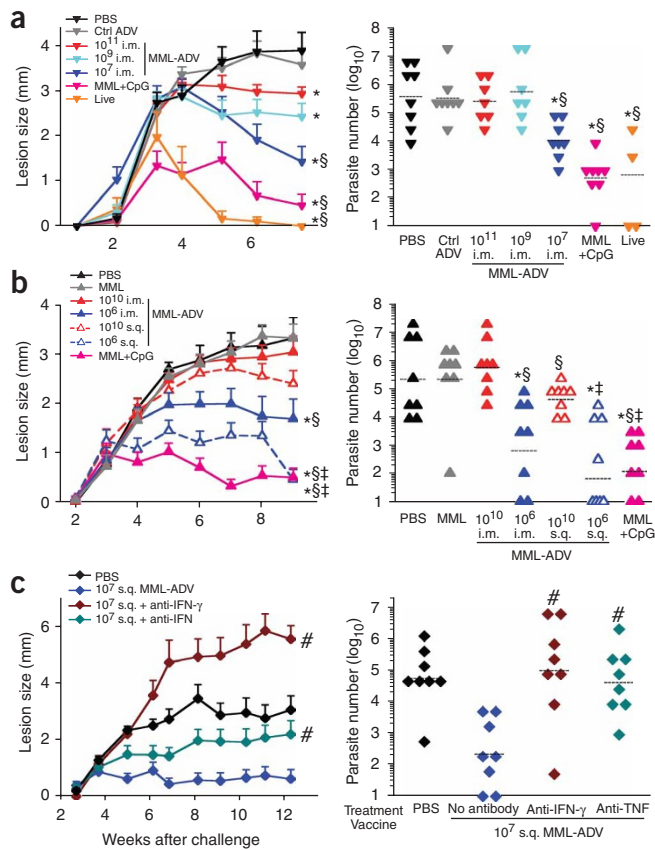 a
PBS
Ctrl ADV
10¹¹ i.m.
10⁹ i.m.
10⁷ i.m.
MML-ADV
MML+CpG
Live
Lesion size (mm)
4
3
2
1
0
2 4 6
*
*
*§
*§
*§
Parasite number (log₁₀)
8
7
6
5
4
3
2
1
*§
*§
*§
PBS
Ctrl
ADV
10¹¹
i.m.
10⁹
i.m.
10⁷
i.m.
MML
+CpG
Live
MML-ADV
b
PBS
MML
10¹⁰ i.m.
10⁶ i.m.
10¹⁰ s.q.
10⁶ s.q.
MML-ADV
MML+CpG
Lesion size (mm)
4
3
2
1
0
2 4 6 8
*§
*§‡
*§‡
Parasite number (log₁₀)
8
7
6
5
4
3
2
1
*§
§
*‡
*§‡
PBS
MML
10¹⁰
i.m.
10⁶
i.m.
10¹⁰
s.q.
10⁶
s.q.
MML
+CpG
MML-ADV
c
PBS
10⁷ s.q. MML-ADV
10⁷ s.q. + anti-IFN-γ
10⁷ s.q. + anti-IFN
Lesion size (mm)
6
4
2
0
4 6 8 10 12
Weeks after challenge
#
#
Parasite number (log₁₀)
7
6
5
4
3
2
1
#
#
Treatment
Vaccine
PBS
No antibody
Anti-IFN-γ
Anti-TNF
10⁷ s.q. MML-ADV